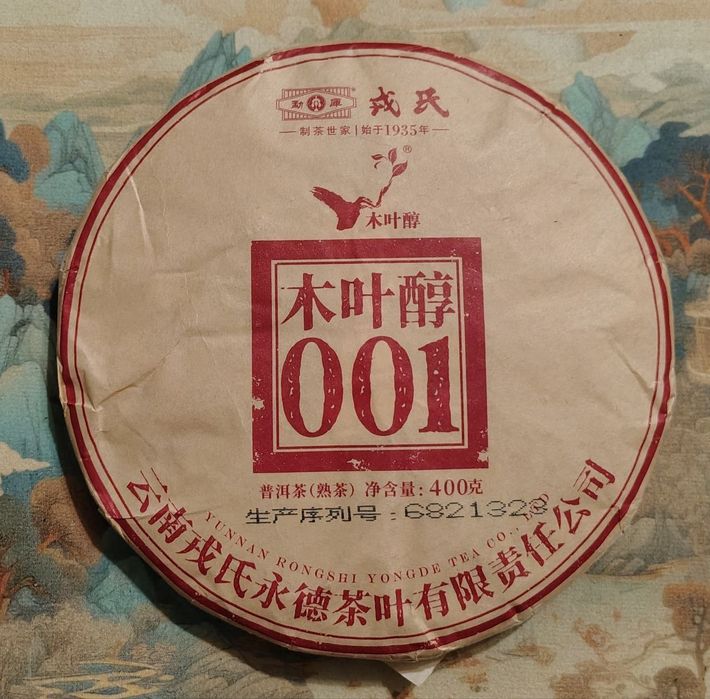 勐库 戎氏
制茶世家|始于1935年
®
木叶醇
木叶醇
001
普洱茶(熟茶) 净含量: 400克
生产序列号:6821328
YUNNAN RONGSHI YONGDE TEA CO., LTD
云南戎氏永德茶叶有限责任公司